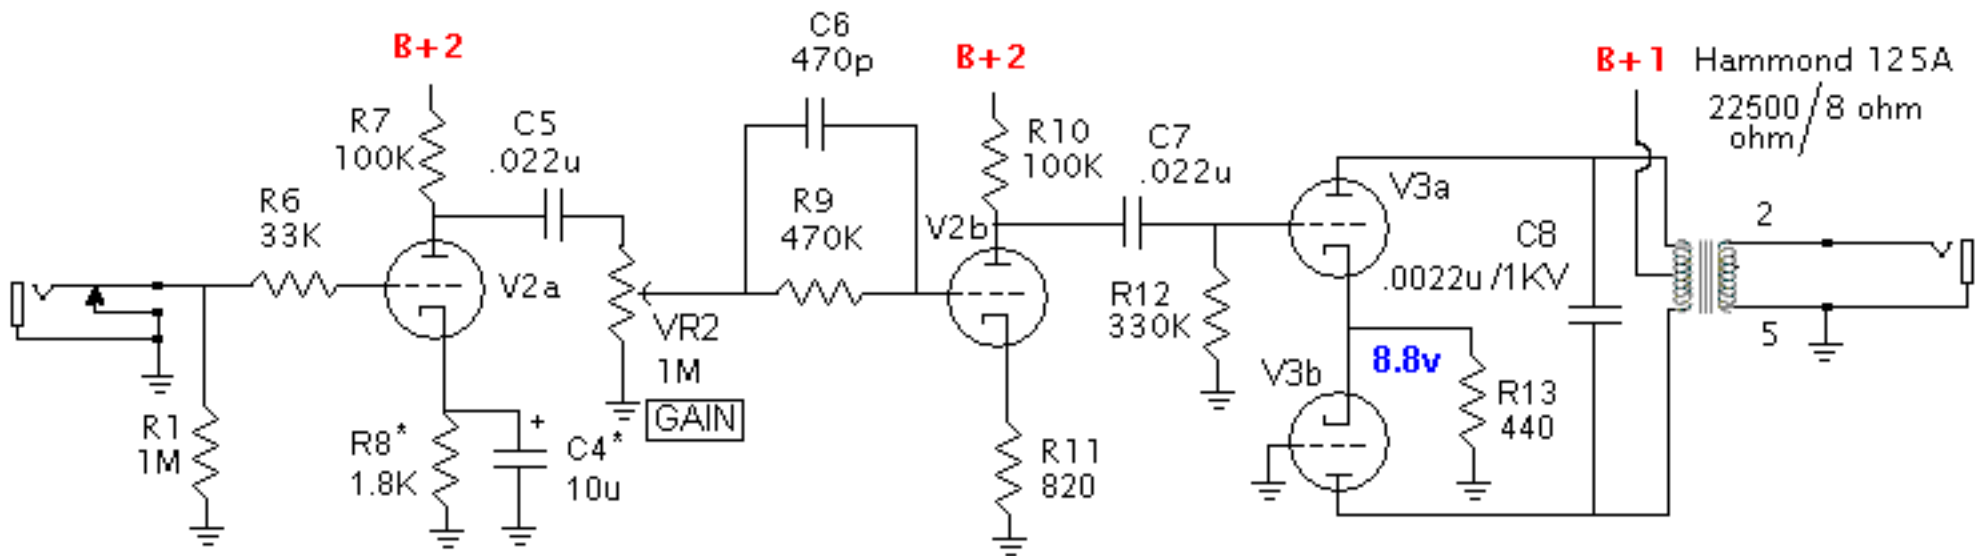 B+2
R7
100K
C5
.022u
R6
33K
V2a
R1
1M
R8*
1.8K
+
C4*
10u
VR2
1M
GAIN
C6
470p
R9
470K
B+2
R10
100K
V2b
C7
.022u
R11
820
R12
330K
V3a
V3b
8.8v
R13
440
C8
.0022u/1KV
B+1
Hammond 125A
22500/8 ohm
ohm
2
5